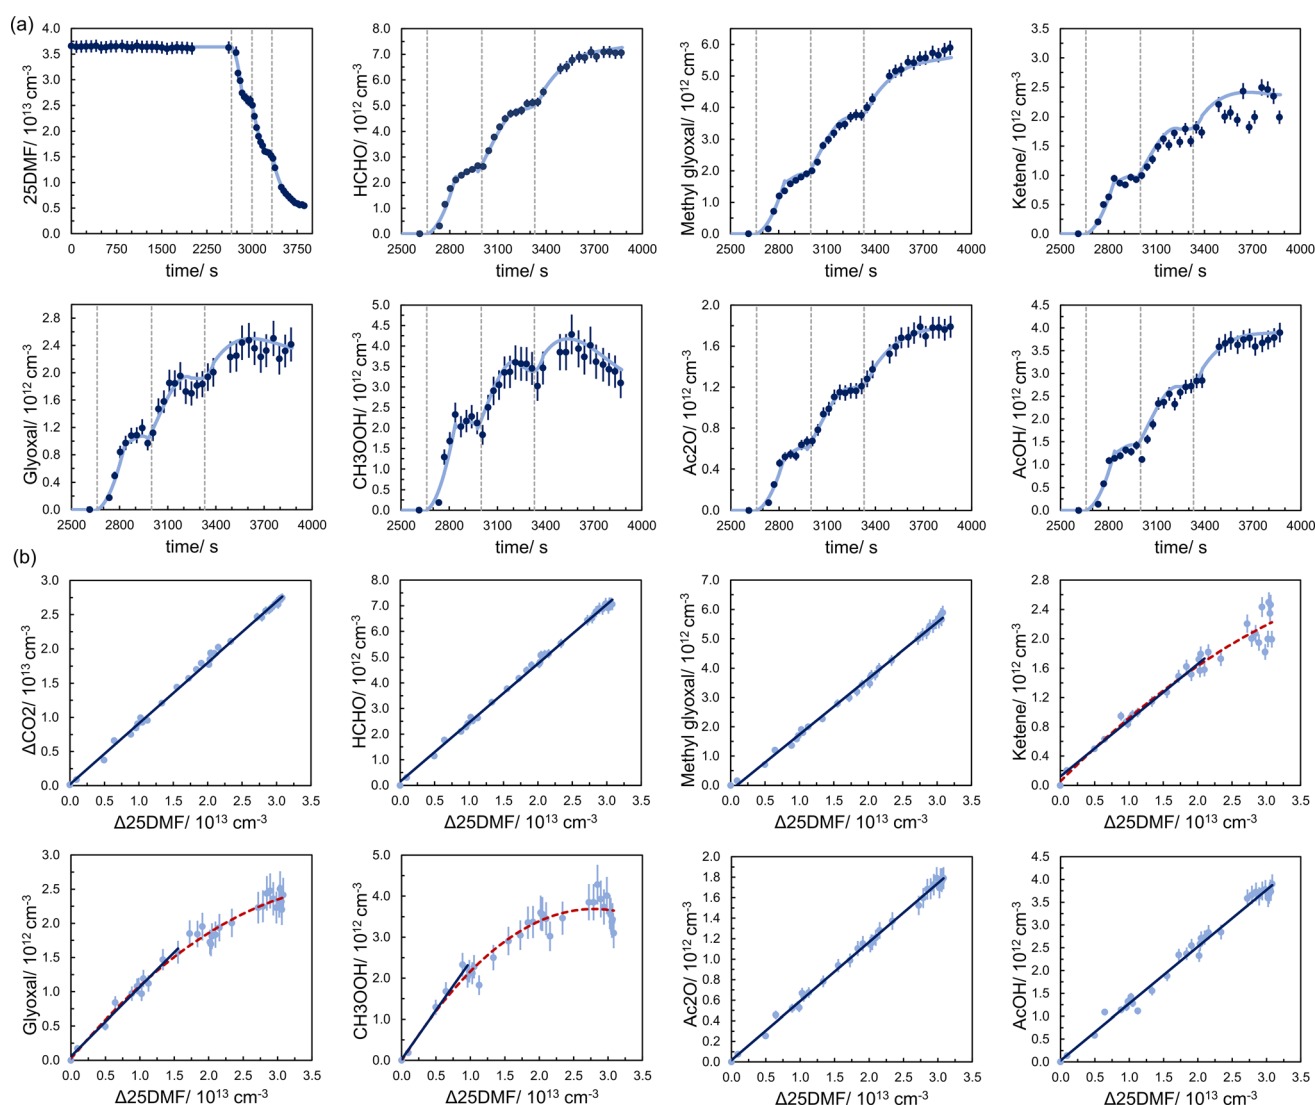 (a)
4.0
3.5
3.0
2.5
2.0
1.5
1.0
0.5
0.0
25DMF/ 10¹³ cm⁻³
0 750 1500 2250 3000 3750
time/ s
8.0
7.0
6.0
5.0
4.0
3.0
2.0
1.0
0.0
HCHO/ 10¹² cm⁻³
2500 2800 3100 3400 3700 4000
time/ s
6.0
5.0
4.0
3.0
2.0
1.0
0.0
Methyl glyoxal/ 10¹² cm⁻³
2500 2800 3100 3400 3700 4000
time/ s
3.5
3.0
2.5
2.0
1.5
1.0
0.5
0.0
Ketene/ 10¹² cm⁻³
2500 2800 3100 3400 3700 4000
time/ s
2.8
2.4
2.0
1.6
1.2
0.8
0.4
0.0
Glyoxal/ 10¹² cm⁻³
2500 2800 3100 3400 3700 4000
time/ s
5.0
4.5
4.0
3.5
3.0
2.5
2.0
1.5
1.0
0.5
0.0
CH3OOH/ 10¹² cm⁻³
2500 2800 3100 3400 3700 4000
time/ s
2.0
1.6
1.2
0.8
0.4
0.0
Ac2O/ 10¹² cm⁻³
2500 2800 3100 3400 3700 4000
time/ s
4.5
4.0
3.5
3.0
2.5
2.0
1.5
1.0
0.5
0.0
AcOH/ 10¹² cm⁻³
2500 2800 3100 3400 3700 4000
time/ s
(b)
3.0
2.5
2.0
1.5
1.0
0.5
0.0
ΔCO2/ 10¹³ cm⁻³
0.0 0.5 1.0 1.5 2.0 2.5 3.0 3.5
Δ25DMF/ 10¹³ cm⁻³
8.0
7.0
6.0
5.0
4.0
3.0
2.0
1.0
0.0
HCHO/ 10¹² cm⁻³
0.0 0.5 1.0 1.5 2.0 2.5 3.0 3.5
Δ25DMF/ 10¹³ cm⁻³
7.0
6.0
5.0
4.0
3.0
2.0
1.0
0.0
Methyl glyoxal/ 10¹² cm⁻³
0.0 0.5 1.0 1.5 2.0 2.5 3.0 3.5
Δ25DMF/ 10¹³ cm⁻³
2.8
2.4
2.0
1.6
1.2
0.8
0.4
0.0
Ketene/ 10¹² cm⁻³
0.0 0.5 1.0 1.5 2.0 2.5 3.0 3.5
Δ25DMF/ 10¹³ cm⁻³
3.0
2.5
2.0
1.5
1.0
0.5
0.0
Glyoxal/ 10¹² cm⁻³
0.0 0.5 1.0 1.5 2.0 2.5 3.0 3.5
Δ25DMF/ 10¹³ cm⁻³
5.0
4.0
3.0
2.0
1.0
0.0
CH3OOH/ 10¹² cm⁻³
0.0 0.5 1.0 1.5 2.0 2.5 3.0 3.5
Δ25DMF/ 10¹³ cm⁻³
2.0
1.8
1.6
1.4
1.2
1.0
0.8
0.6
0.4
0.2
0.0
Ac2O/ 10¹² cm⁻³
0.0 0.5 1.0 1.5 2.0 2.5 3.0 3.5
Δ25DMF/ 10¹³ cm⁻³
4.5
4.0
3.5
3.0
2.5
2.0
1.5
1.0
0.5
0.0
AcOH/ 10¹² cm⁻³
0.0 0.5 1.0 1.5 2.0 2.5 3.0 3.5
Δ25DMF/ 10¹³ cm⁻³